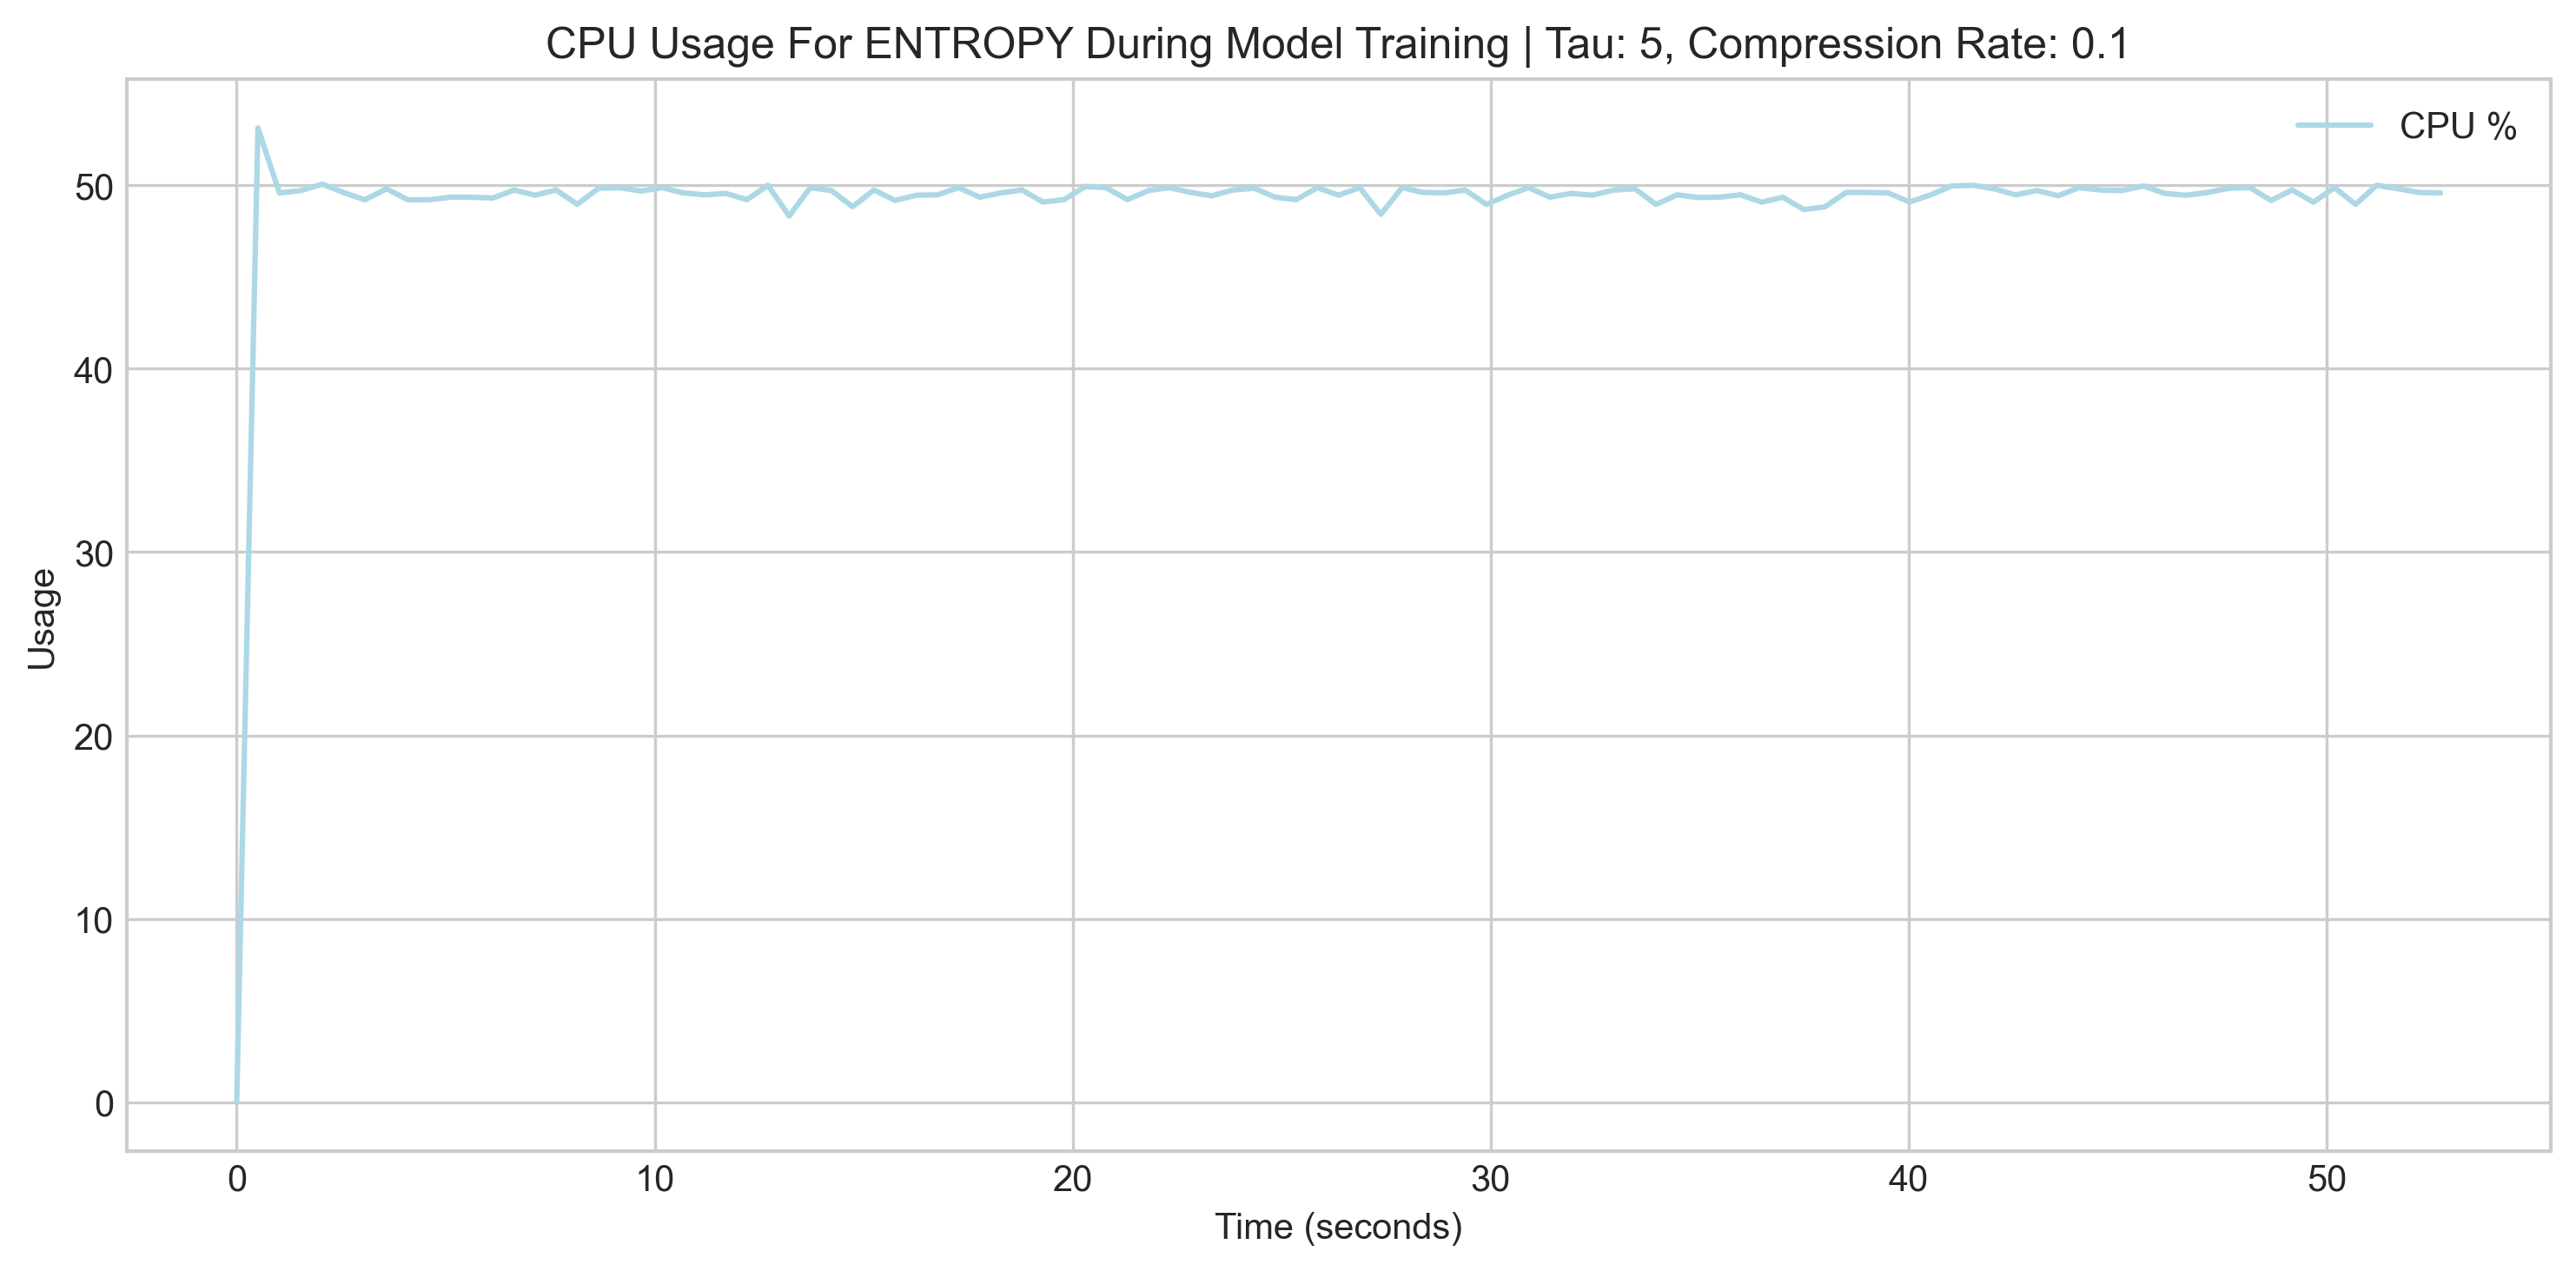 CPU Usage For ENTROPY During Model Training | Tau: 5, Compression Rate: 0.1
CPU %
50
40
30
20
10
0
Usage
0 10 20 30 40 50
Time (seconds)